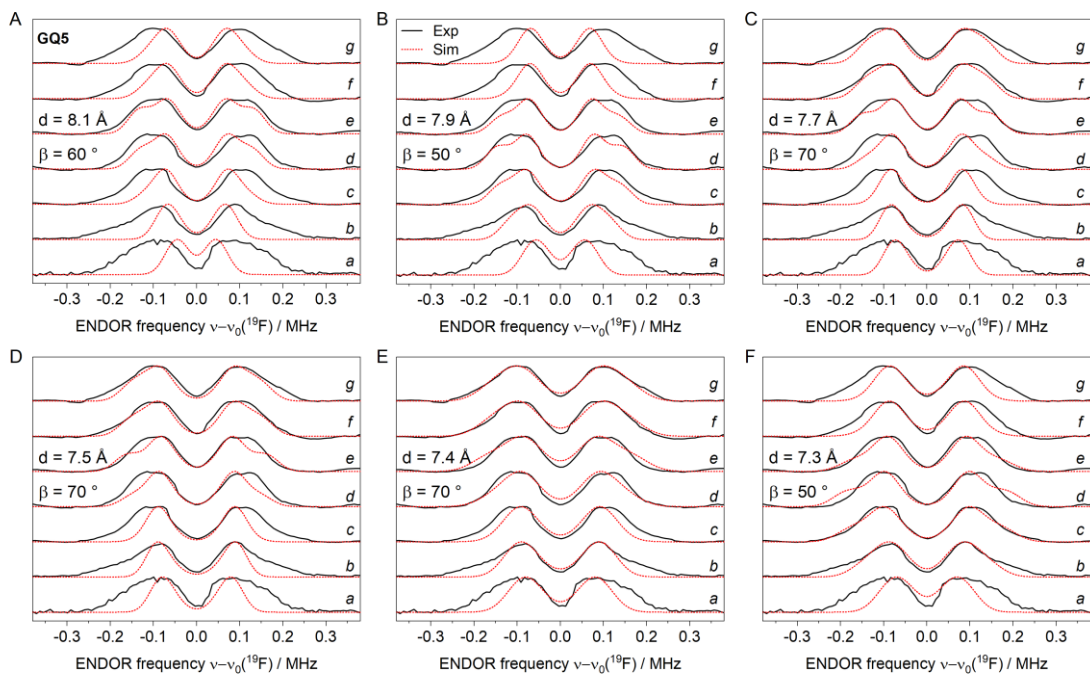 A
GQ5
g
f
e
d = 8.1 Å
d
β = 60 °
c
b
a
-0.3 -0.2 -0.1 0.0 0.1 0.2 0.3
ENDOR frequency ν−ν₀(¹⁹F) / MHz
B
Exp
Sim
g
f
e
d = 7.9 Å
d
β = 50 °
c
b
a
-0.3 -0.2 -0.1 0.0 0.1 0.2 0.3
ENDOR frequency ν−ν₀(¹⁹F) / MHz
C
g
f
e
d = 7.7 Å
d
β = 70 °
c
b
a
-0.3 -0.2 -0.1 0.0 0.1 0.2 0.3
ENDOR frequency ν−ν₀(¹⁹F) / MHz
D
g
f
e
d = 7.5 Å
d
β = 70 °
c
b
a
-0.3 -0.2 -0.1 0.0 0.1 0.2 0.3
ENDOR frequency ν−ν₀(¹⁹F) / MHz
E
g
f
e
d = 7.4 Å
d
β = 70 °
c
b
a
-0.3 -0.2 -0.1 0.0 0.1 0.2 0.3
ENDOR frequency ν−ν₀(¹⁹F) / MHz
F
g
f
e
d = 7.3 Å
d
β = 50 °
c
b
a
-0.3 -0.2 -0.1 0.0 0.1 0.2 0.3
ENDOR frequency ν−ν₀(¹⁹F) / MHz